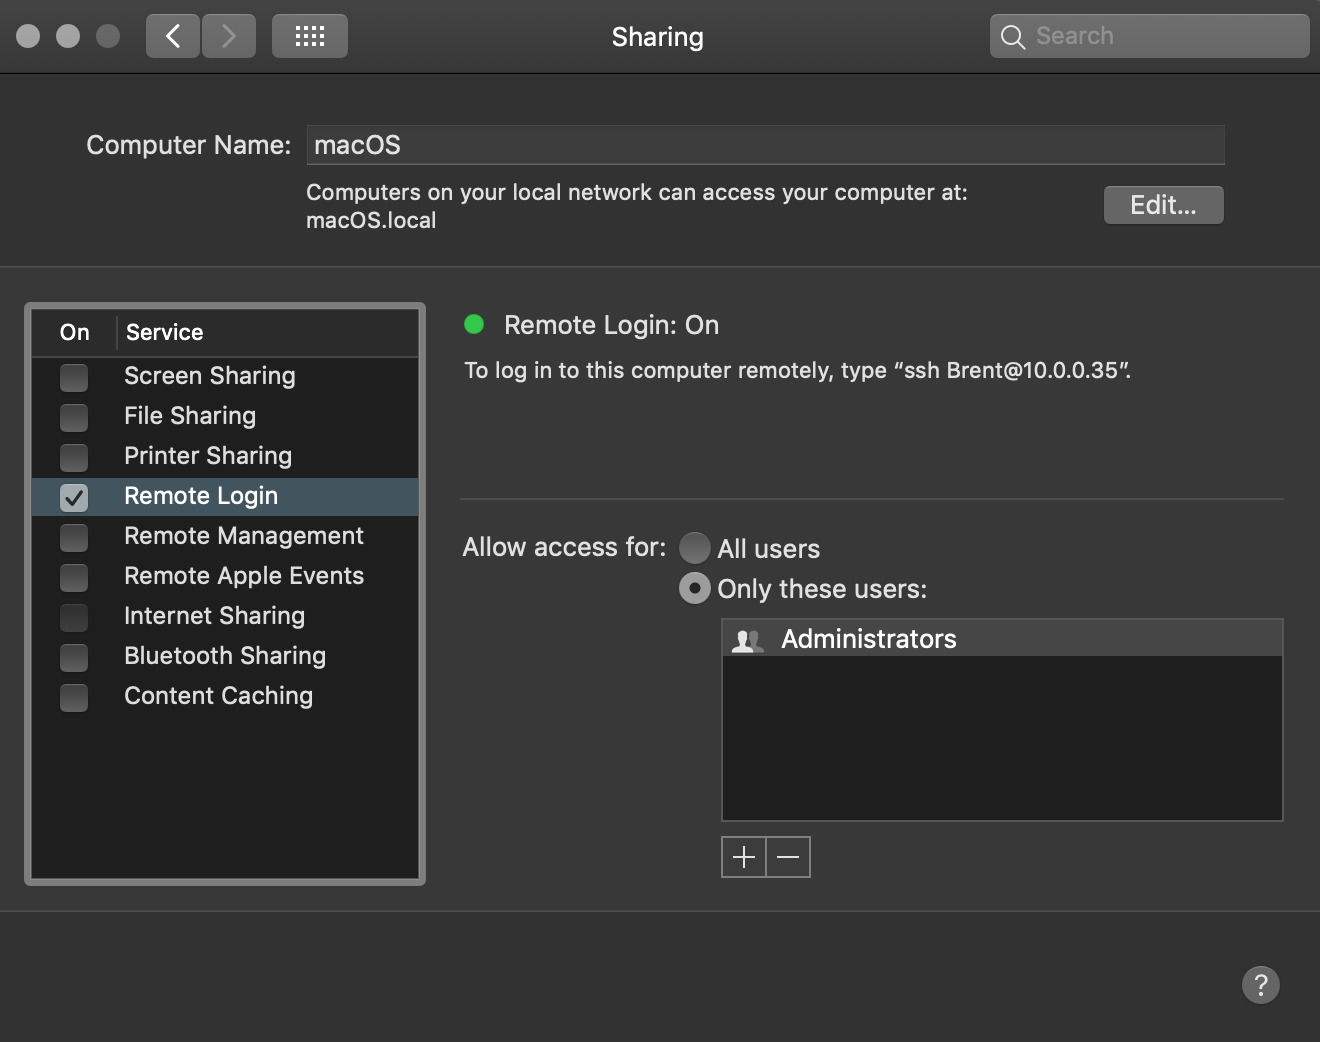 Sharing
Search
Computer Name: macOS
Computers on your local network can access your computer at:
macOS.local
Edit...
On Service
Screen Sharing
File Sharing
Printer Sharing
Remote Login
Remote Management
Remote Apple Events
Internet Sharing
Bluetooth Sharing
Content Caching
Remote Login: On
To log in to this computer remotely, type “ssh Brent@10.0.0.35”.
Allow access for: All users
Only these users:
Administrators
?